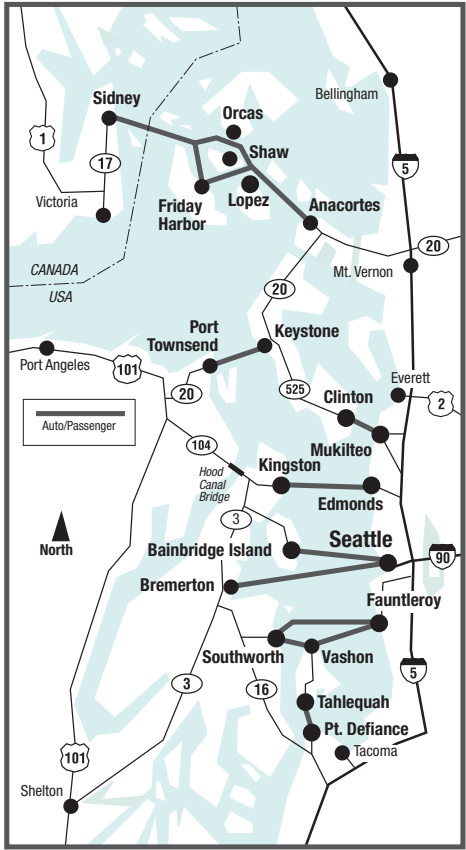 Bellingham
Sidney
Orcas
1
Shaw
17
5
Victoria
Friday
Harbor
Lopez
Anacortes
20
CANADA
USA
Mt. Vernon
20
Port
Townsend
Keystone
Port Angeles
101
20
525
Everett
2
Clinton
Auto/Passenger
Mukilteo
104
Hood
Canal
Bridge
Kingston
Edmonds
3
North
Bainbridge Island
Seattle
90
Bremerton
Fauntleroy
Southworth
Vashon
5
3
16
Tahlequah
Pt. Defiance
101
Tacoma
Shelton